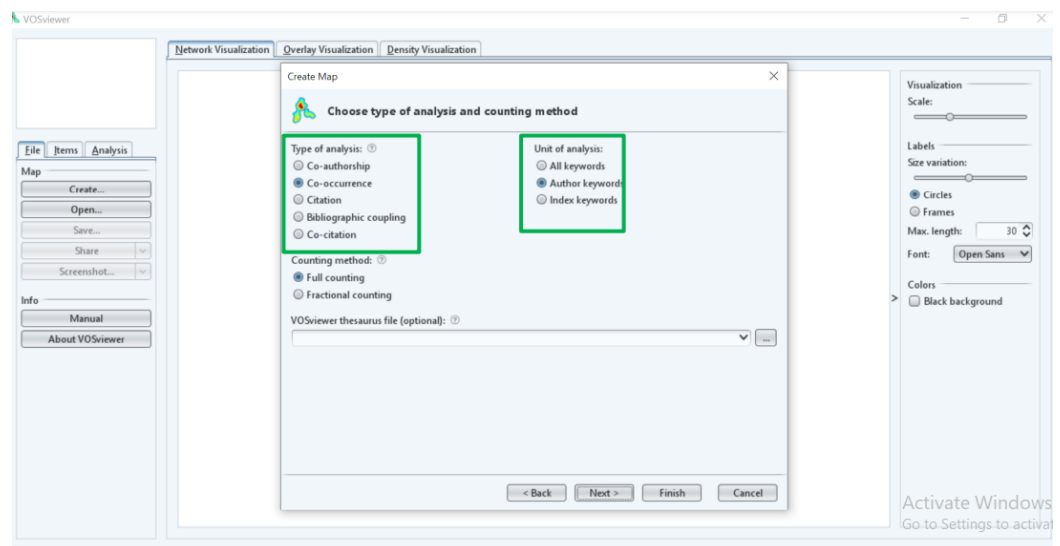 VOSviewer
Network Visualization Overlay Visualization Density Visualization
File Items Analysis
Map
Create...
Open...
Save...
Share
Screenshot...
Info
Manual
About VOSviewer
Create Map
Choose type of analysis and counting method
Type of analysis:
Co-authorship
Co-occurrence
Citation
Bibliographic coupling
Co-citation
Unit of analysis:
All keywords
Author keywords
Index keywords
Counting method:
Full counting
Fractional counting
VOSviewer thesaurus file (optional):
...
< Back Next > Finish Cancel
Visualization
Scale:
Labels
Size variation:
Circles
Frames
Max. length: 30
Font: Open Sans
Colors
Black background
>
Activate Windows
Go to Settings to activat